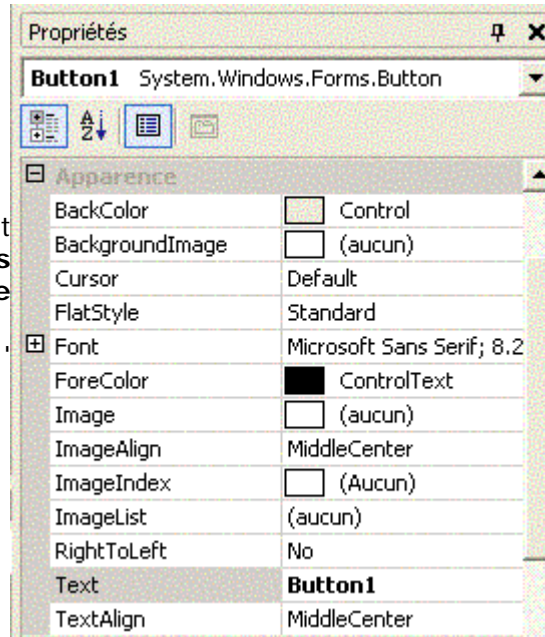 Propriétés
Button1 System.Windows.Forms.Button
Apparence
BackColor Control
BackgroundImage (aucun)
Cursor Default
FlatStyle Standard
Font Microsoft Sans Serif; 8.2
ForeColor ControlText
Image (aucun)
ImageAlign MiddleCenter
ImageIndex (Aucun)
ImageList (aucun)
RightToLeft No
Text Button1
TextAlign MiddleCenter